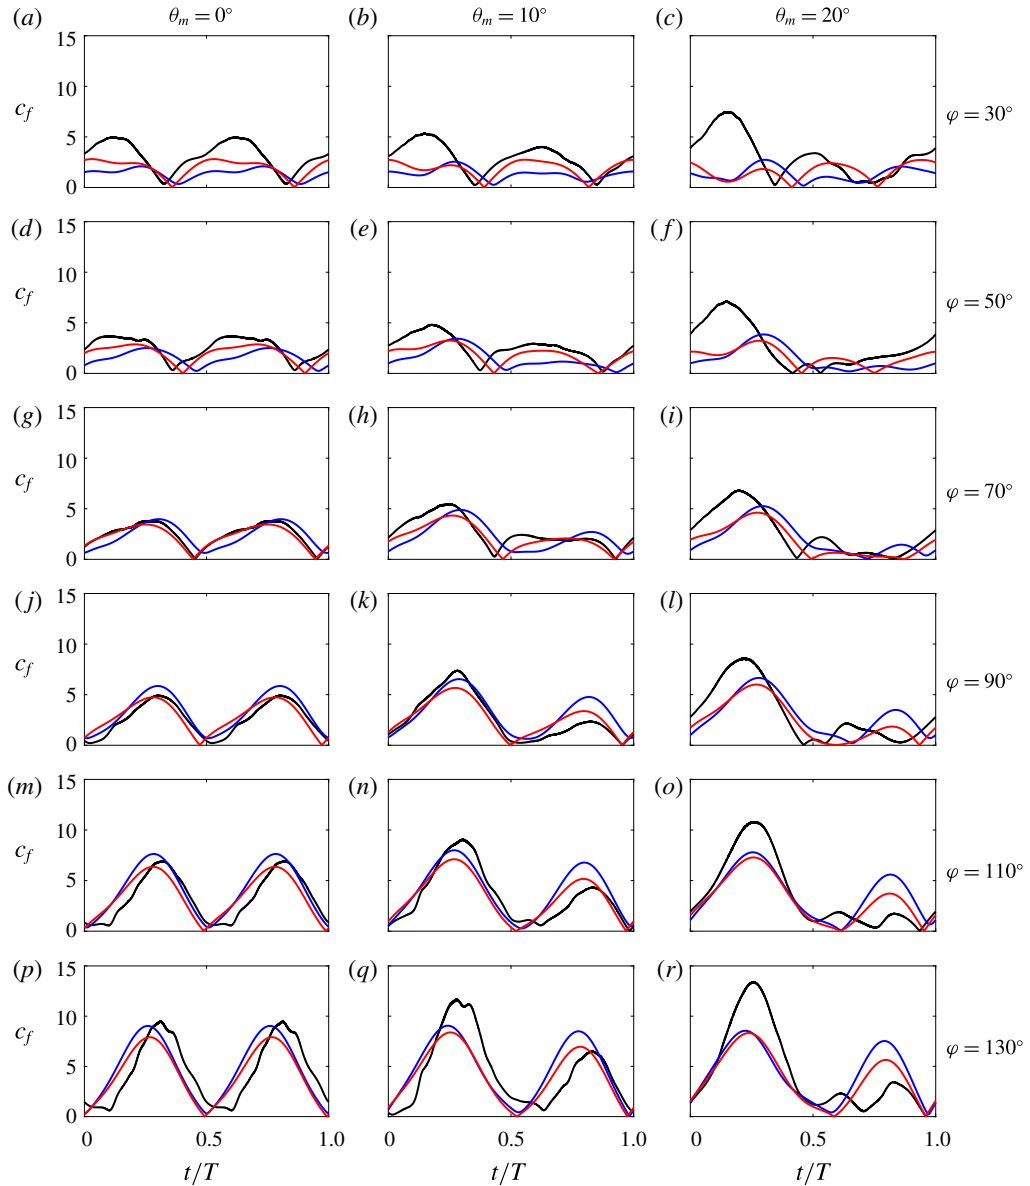 (a) θm = 0° (b) θm = 10° (c) θm = 20°
15
10
cf φ = 30°
5
0
(d) (e) (f)
15
10
cf φ = 50°
5
0
(g) (h) (i)
15
10
cf φ = 70°
5
0
(j) (k) (l)
15
10
cf φ = 90°
5
0
(m) (n) (o)
15
10
cf φ = 110°
5
0
(p) (q) (r)
15
10
cf φ = 130°
5
0
0 0.5 1.0 0 0.5 1.0 0 0.5 1.0
t/T t/T t/T